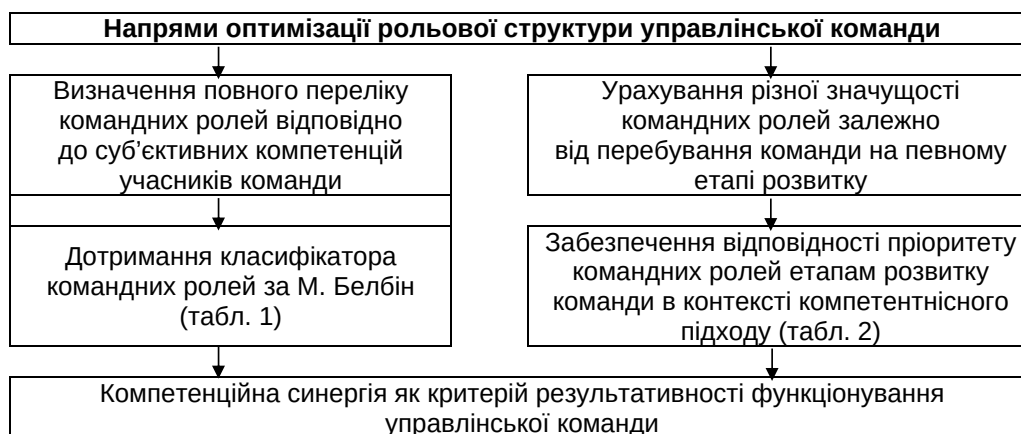 Напрями оптимізації рольової структури управлінської команди
Визначення повного переліку
командних ролей відповідно
до суб’єктивних компетенцій
учасників команди
Урахування різної значущості
командних ролей залежно
від перебування команди на певному
етапі розвитку
Дотримання класифікатора
командних ролей за М. Белбін
(табл. 1)
Забезпечення відповідності пріоритету
командних ролей етапам розвитку
команди в контексті компетентнісного
підходу (табл. 2)
Компетенційна синергія як критерій результативності функціонування
управлінської команди